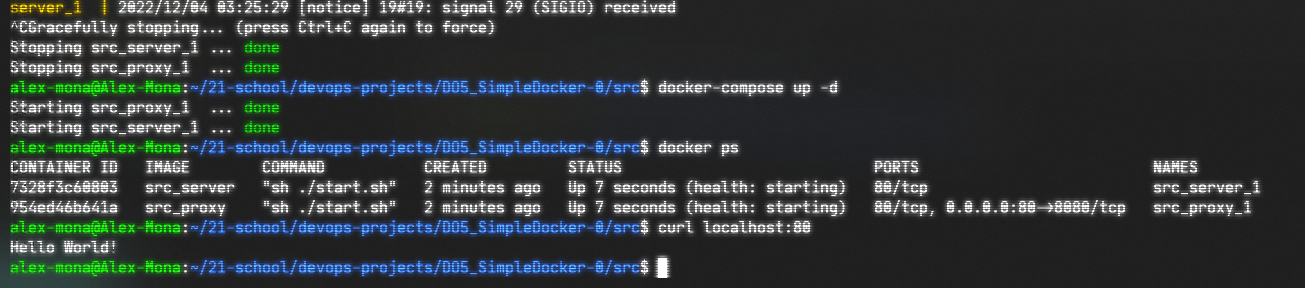 server_1  | 2022/12/04 03:25:29 [notice] 19#19: signal 29 (SIGIO) received
^CGracefully stopping... (press Ctrl+C again to force)
Stopping src_server_1 ... done
Stopping src_proxy_1  ... done
alex-mona@Alex-Mona:~/21-school/devops-projects/DO5_SimpleDocker-0/src$ docker-compose up -d
Starting src_proxy_1  ... done
Starting src_server_1 ... done
alex-mona@Alex-Mona:~/21-school/devops-projects/DO5_SimpleDocker-0/src$ docker ps
CONTAINER ID   IMAGE        COMMAND           CREATED         STATUS                            PORTS                          NAMES
7320f3c60803   src_server   "sh ./start.sh"   2 minutes ago   Up 7 seconds (health: starting)   80/tcp                         src_server_1
954ed46b641a   src_proxy    "sh ./start.sh"   2 minutes ago   Up 7 seconds (health: starting)   80/tcp, 0.0.0.0:80->8080/tcp   src_proxy_1
alex-mona@Alex-Mona:~/21-school/devops-projects/DO5_SimpleDocker-0/src$ curl localhost:80
Hello World!
alex-mona@Alex-Mona:~/21-school/devops-projects/DO5_SimpleDocker-0/src$